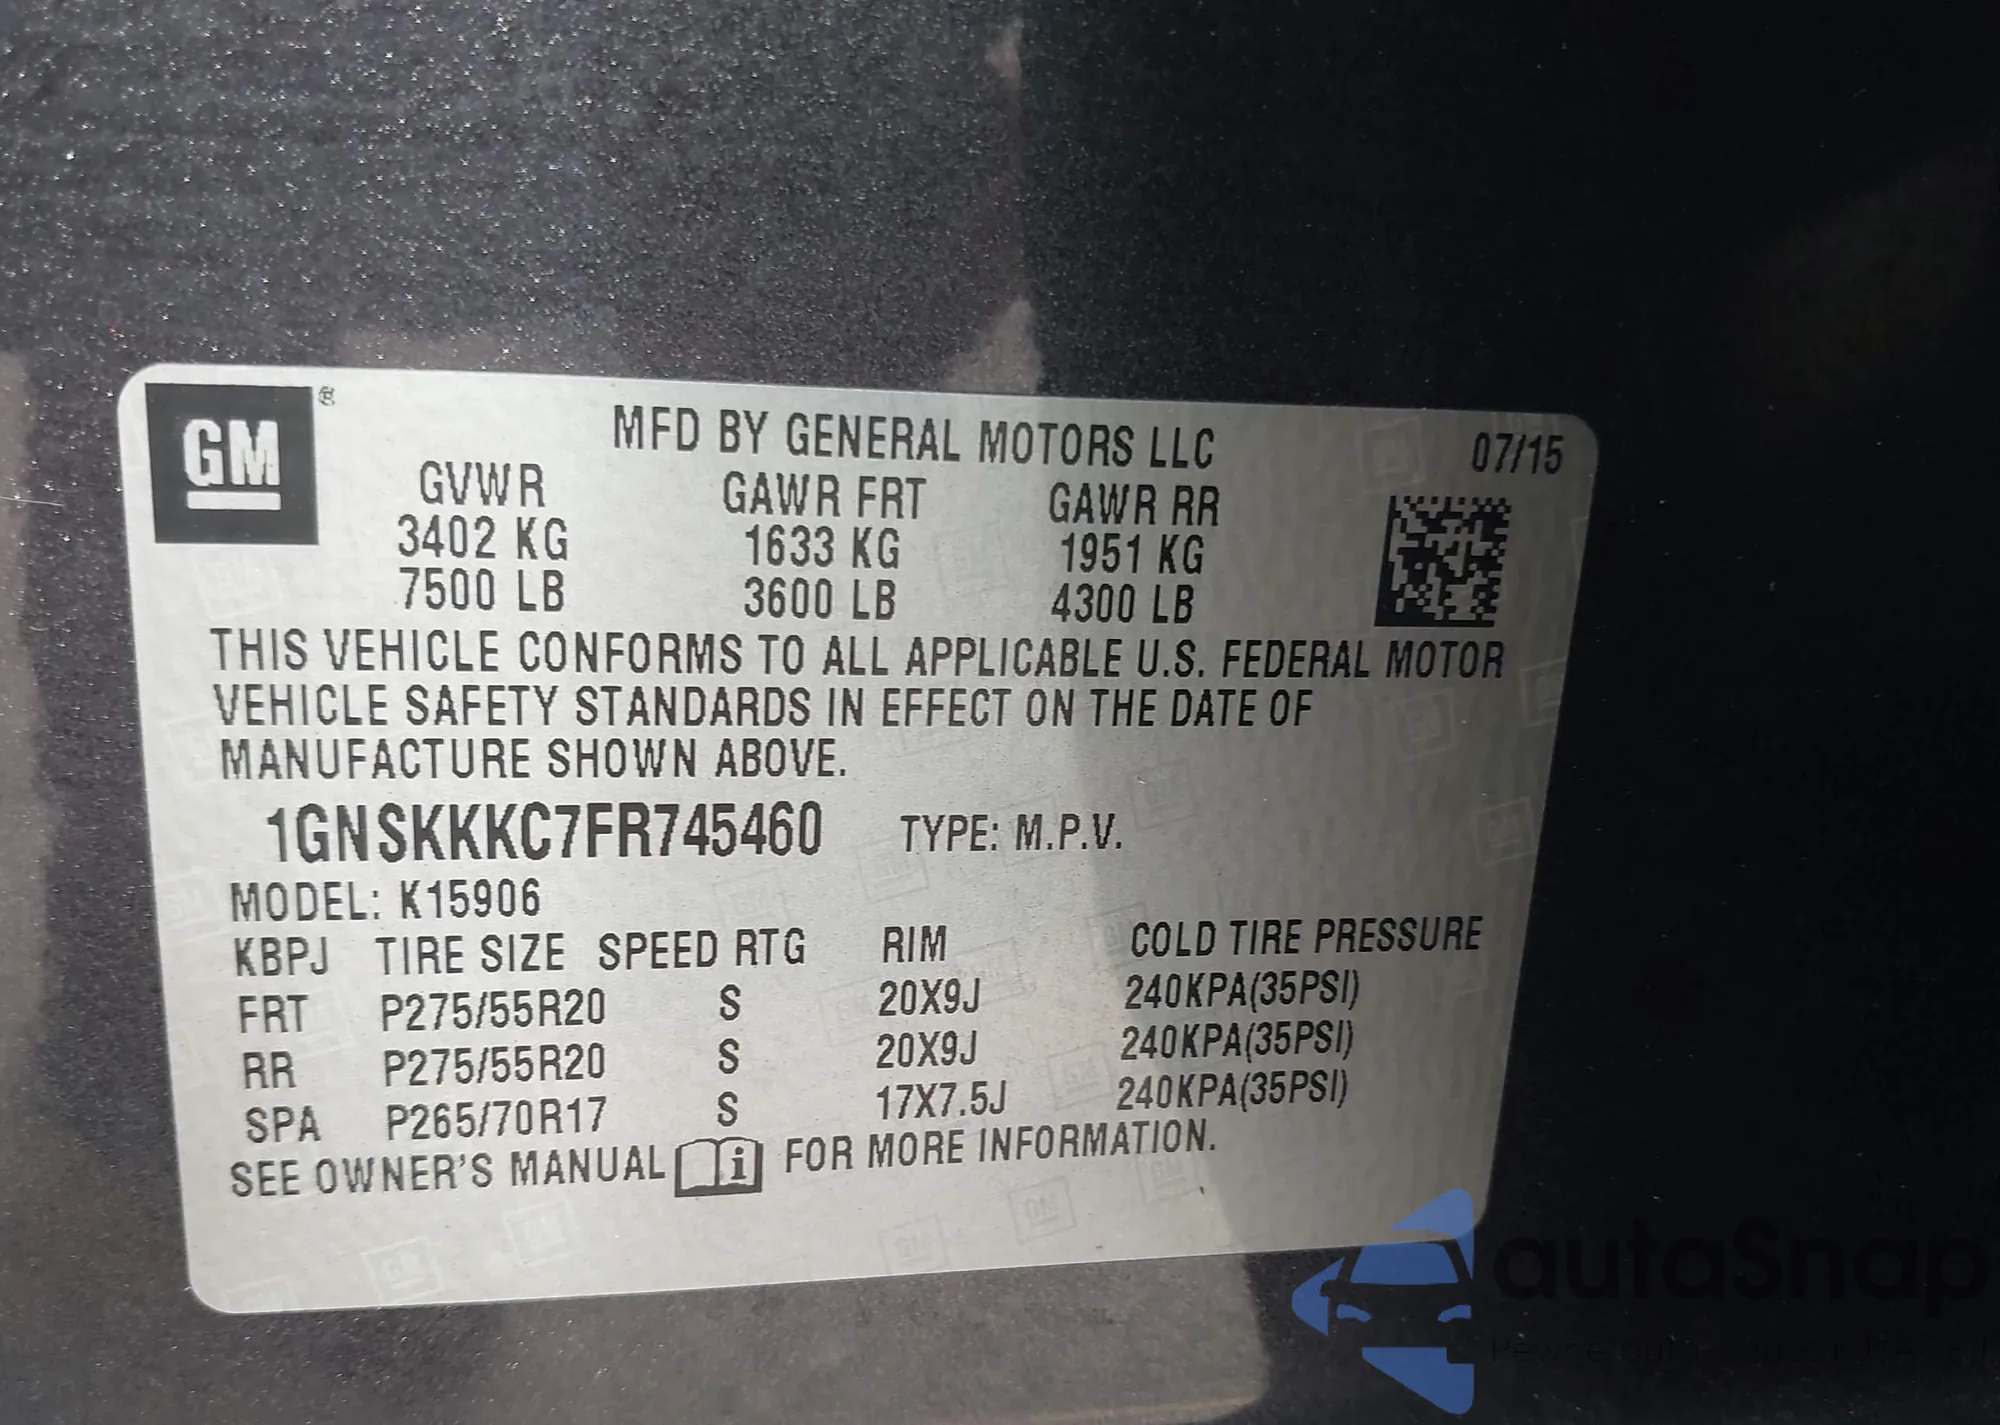 GM ®
MFD BY GENERAL MOTORS LLC 07/15
GVWR GAWR FRT GAWR RR
3402 KG 1633 KG 1951 KG
7500 LB 3600 LB 4300 LB
THIS VEHICLE CONFORMS TO ALL APPLICABLE U.S. FEDERAL MOTOR
VEHICLE SAFETY STANDARDS IN EFFECT ON THE DATE OF
MANUFACTURE SHOWN ABOVE.
1GNSKKKC7FR745460 TYPE: M.P.V.
MODEL: K15906
KBPJ TIRE SIZE SPEED RTG RIM COLD TIRE PRESSURE
FRT P275/55R20 S 20X9J 240KPA(35PSI)
RR P275/55R20 S 20X9J 240KPA(35PSI)
SPA P265/70R17 S 17X7.5J 240KPA(35PSI)
SEE OWNER'S MANUAL i FOR MORE INFORMATION.
autaSnap